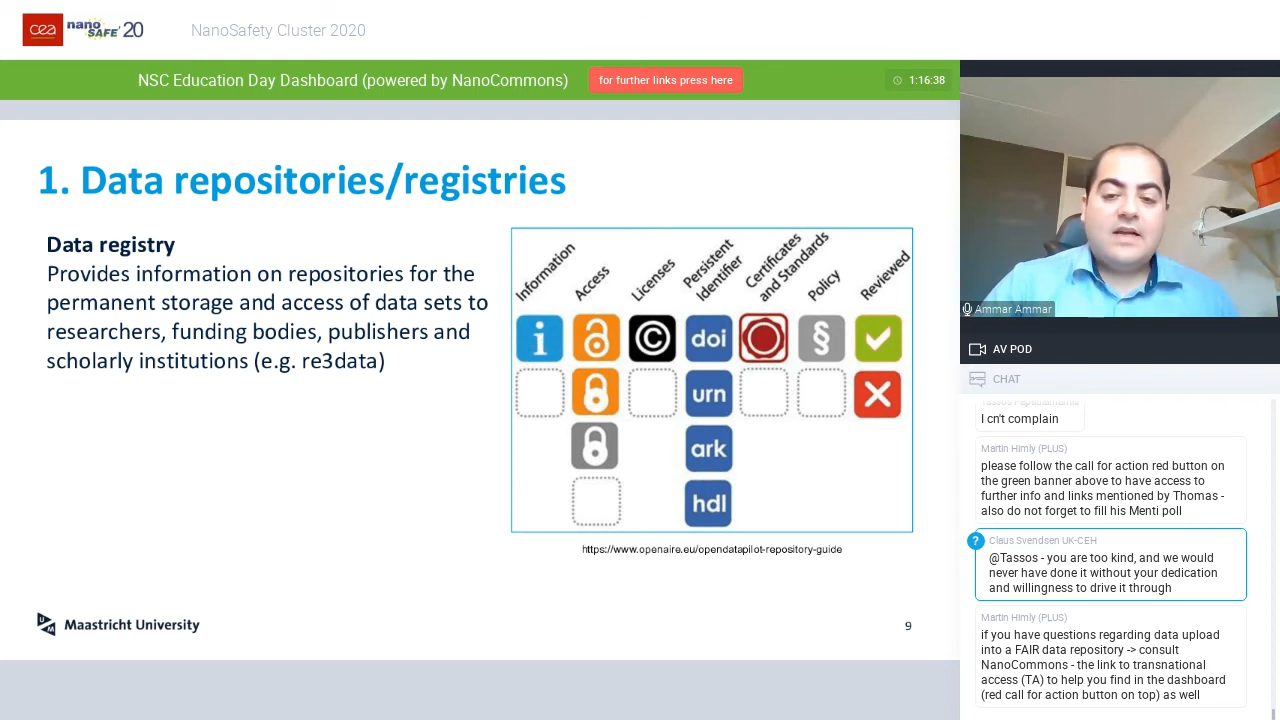 cea nano SAFE' 20
NanoSafety Cluster 2020
NSC Education Day Dashboard (powered by NanoCommons)
for further links press here
1:16:38
1. Data repositories/registries
Data registry
Provides information on repositories for the
permanent storage and access of data sets to
researchers, funding bodies, publishers and
scholarly institutions (e.g. re3data)
Information
Access
Licenses
Persistent
Identifier
Certificates
and Standards
Policy
Reviewed
i © doi §
urn
ark
hdl
https://www.openaire.eu/opendatapilot-repository-guide
UM Maastricht University
9
Ammar Ammar
AV POD
CHAT
Tassos Papadiamantis
I cn't complain
Martin Himly (PLUS)
please follow the call for action red button on
the green banner above to have access to
further info and links mentioned by Thomas -
also do not forget to fill his Menti poll
?
Claus Svendsen UK-CEH
@Tassos - you are too kind, and we would
never have done it without your dedication
and willingness to drive it through
Martin Himly (PLUS)
if you have questions regarding data upload
into a FAIR data repository -> consult
NanoCommons - the link to transnational
access (TA) to help you find in the dashboard
(red call for action button on top) as well